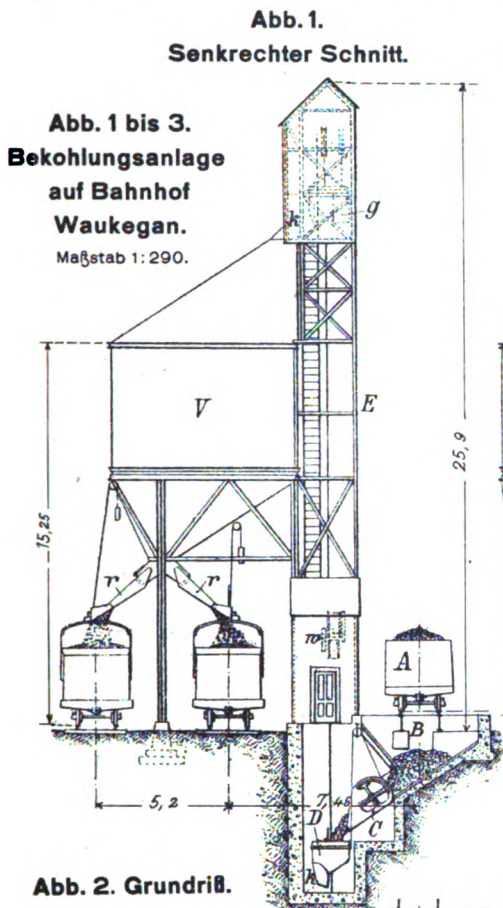 Abb. 1.
Senkrechter Schnitt.
Abb. 1 bis 3.
Bekohlungsanlage
auf Bahnhof
Waukegan.
Maßstab 1:290.
k
g
V
E
25,9
15,25
r
r
w
A
B
5,2
7,46
D
C
k
Abb. 2. Grundriß.